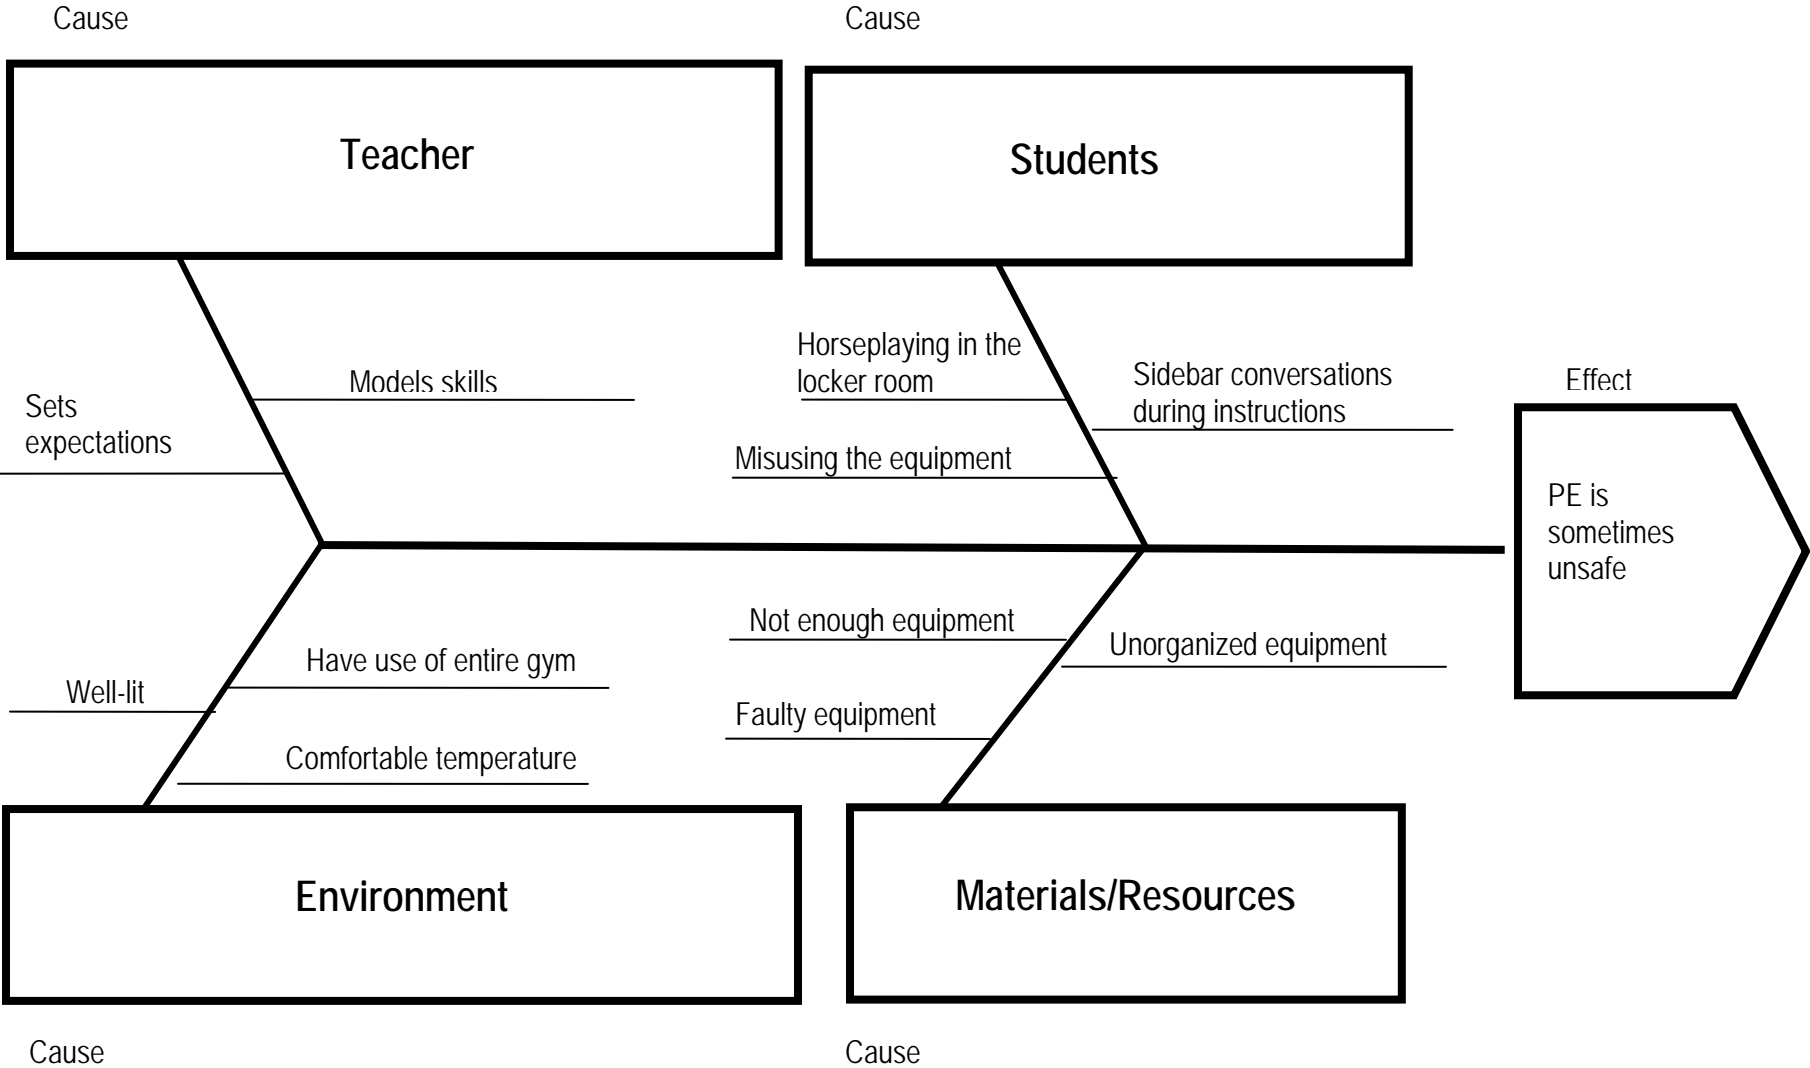 Cause
Cause
Teacher
Students
Horseplaying in the
locker room
Models skills
Sidebar conversations
during instructions
Effect
Sets
expectations
Misusing the equipment
PE is
sometimes
unsafe
Not enough equipment
Unorganized equipment
Have use of entire gym
Well-lit
Faulty equipment
Comfortable temperature
Environment
Materials/Resources
Cause
Cause